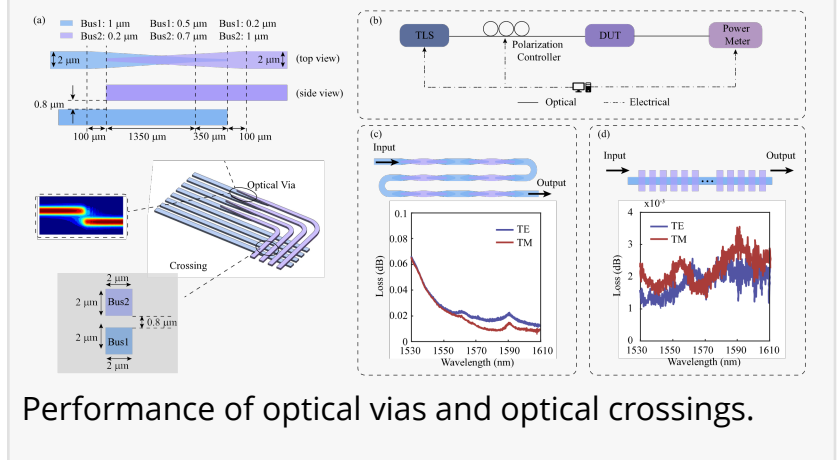 (a)
Bus1: 1 μm Bus1: 0.5 μm Bus1: 0.2 μm
Bus2: 0.2 μm Bus2: 0.7 μm Bus2: 1 μm
2 μm 2 μm (top view)
(side view)
0.8 μm
100 μm 1350 μm 350 μm 100 μm
Optical Via
Crossing
2 μm
2 μm Bus2
0.8 μm
2 μm Bus1
2 μm
(b)
TLS DUT Power Meter
Polarization
Controller
Optical Electrical
(c)
Input
Output
0.1
0.08
0.06
0.04
0.02
0
Loss (dB)
TE
TM
1530 1550 1570 1590 1610
Wavelength (nm)
(d)
Input Output
x10⁻³
4
3
2
1
0
Loss (dB)
TE
TM
1530 1550 1570 1590 1610
Wavelength (nm)
Performance of optical vias and optical crossings.